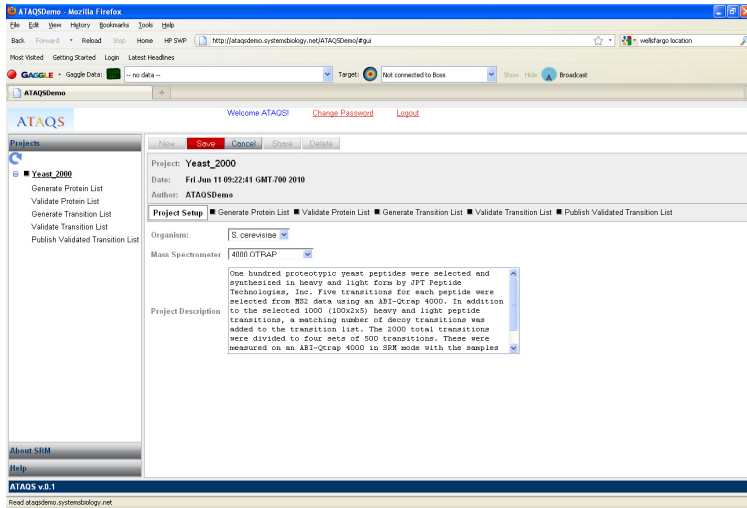 ATAQSDemo - Mozilla Firefox
File Edit View History Bookmarks Tools Help
Back Forward Reload Stop Home HP SWP http://ataqsdemo.systemsbiology.net/ATAQSDemo/#gui wellsfargo location
Most Visited Getting Started Login Latest Headlines
GAGGLE Gaggle Data: -- no data -- Target: Not connected to Boss Show Hide Broadcast
ATAQSDemo
ATAQS Welcome ATAQS! Change Password Logout
Projects New Save Cancel Share Delete
Yeast_2000
Generate Protein List
Validate Protein List
Generate Transition List
Validate Transition List
Publish Validated Transition List
Project: Yeast_2000
Date: Fri Jun 11 09:22:41 GMT-700 2010
Author: ATAQSDemo
Project Setup Generate Protein List Validate Protein List Generate Transition List Validate Transition List Publish Validated Transition List
Organism: S. cerevisiae
Mass Spectrometer 4000 QTRAP
Project Description
One hundred proteotypic yeast peptides were selected and
synthesized in heavy and light form by JPT Peptide
Technologies, Inc. Five transitions for each peptide were
selected from MS2 data using an ABI-Qtrap 4000. In addition
to the selected 1000 (100x2x5) heavy and light peptide
transitions, a matching number of decoy transitions was
added to the transition list. The 2000 total transitions
were divided to four sets of 500 transitions. These were
measured on an ABI-Qtrap 4000 in SRM mode with the samples
About SRM
Help
ATAQS v.0.1
Read ataqsdemo.systemsbiology.net